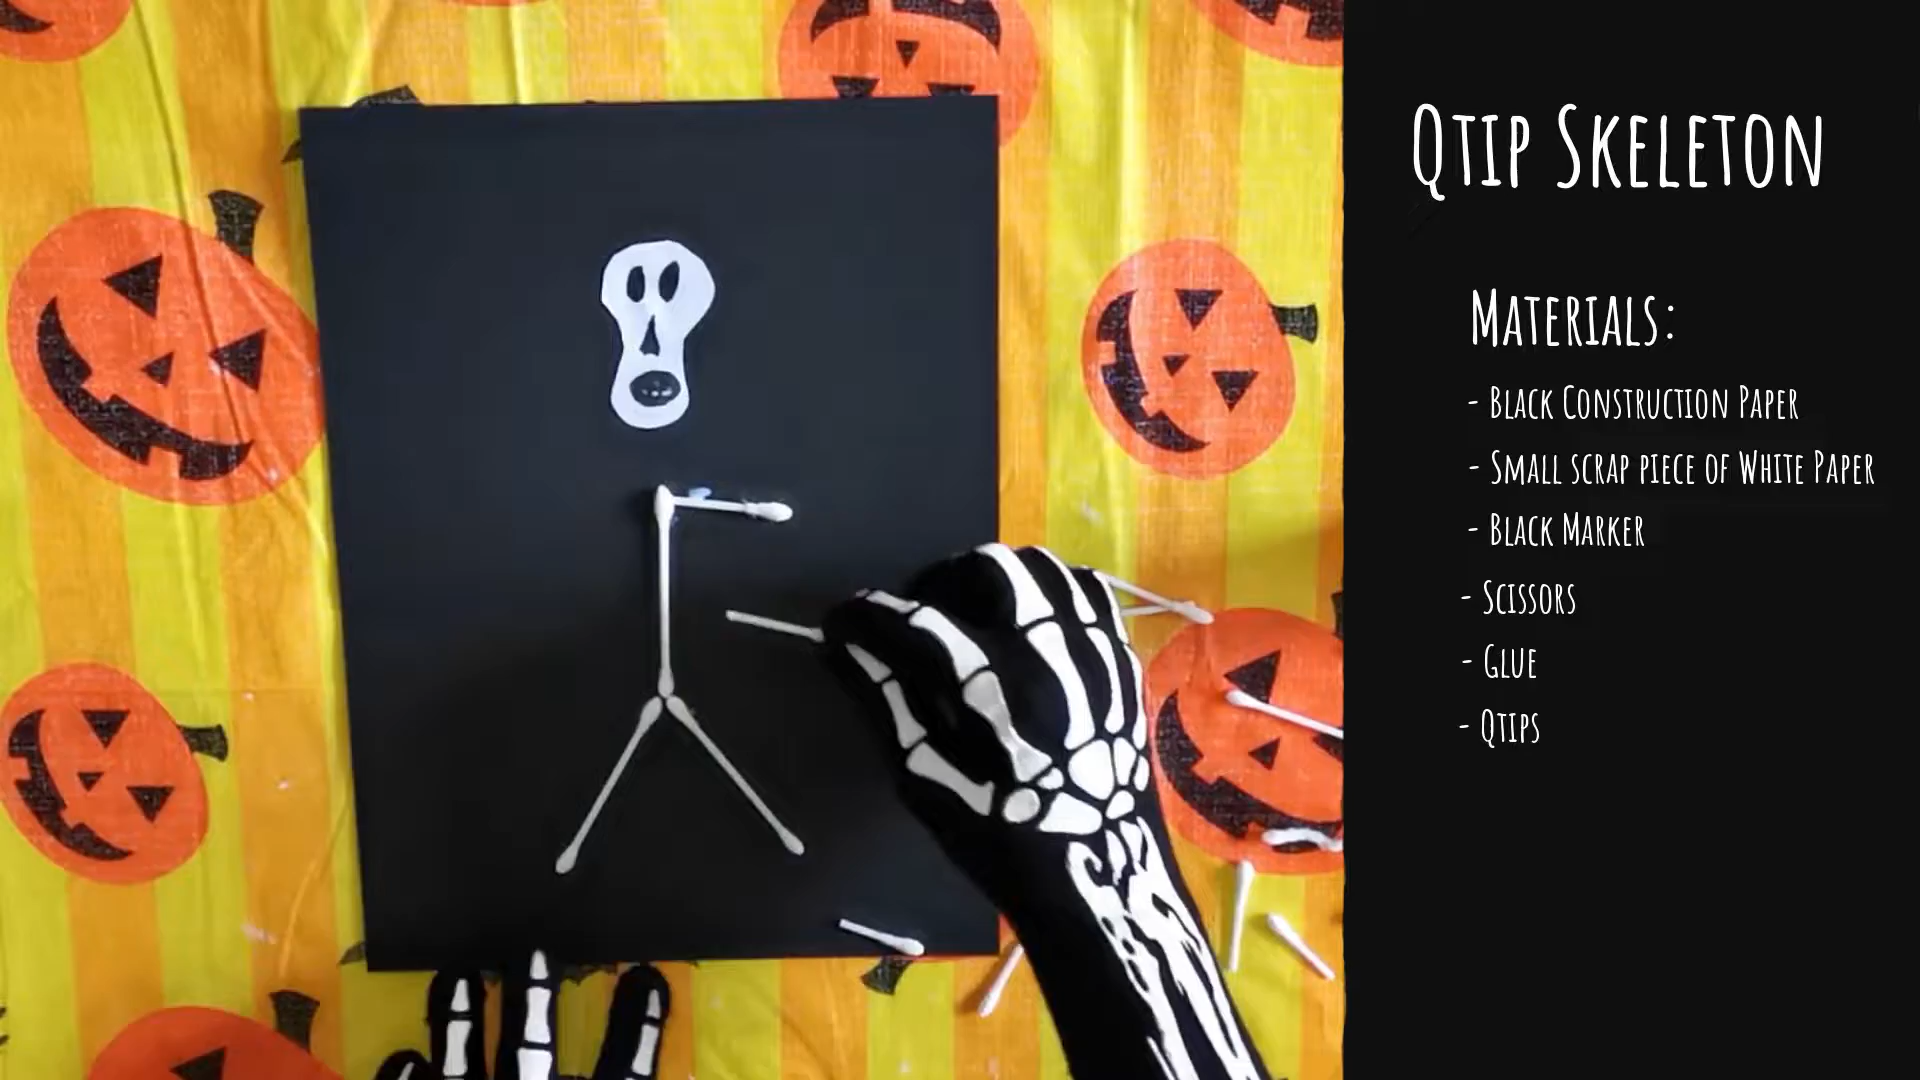 Qtip Skeleton
Materials:
- Black Construction Paper
- Small scrap piece of White Paper
- Black Marker
- Scissors
- Glue
- Qtips